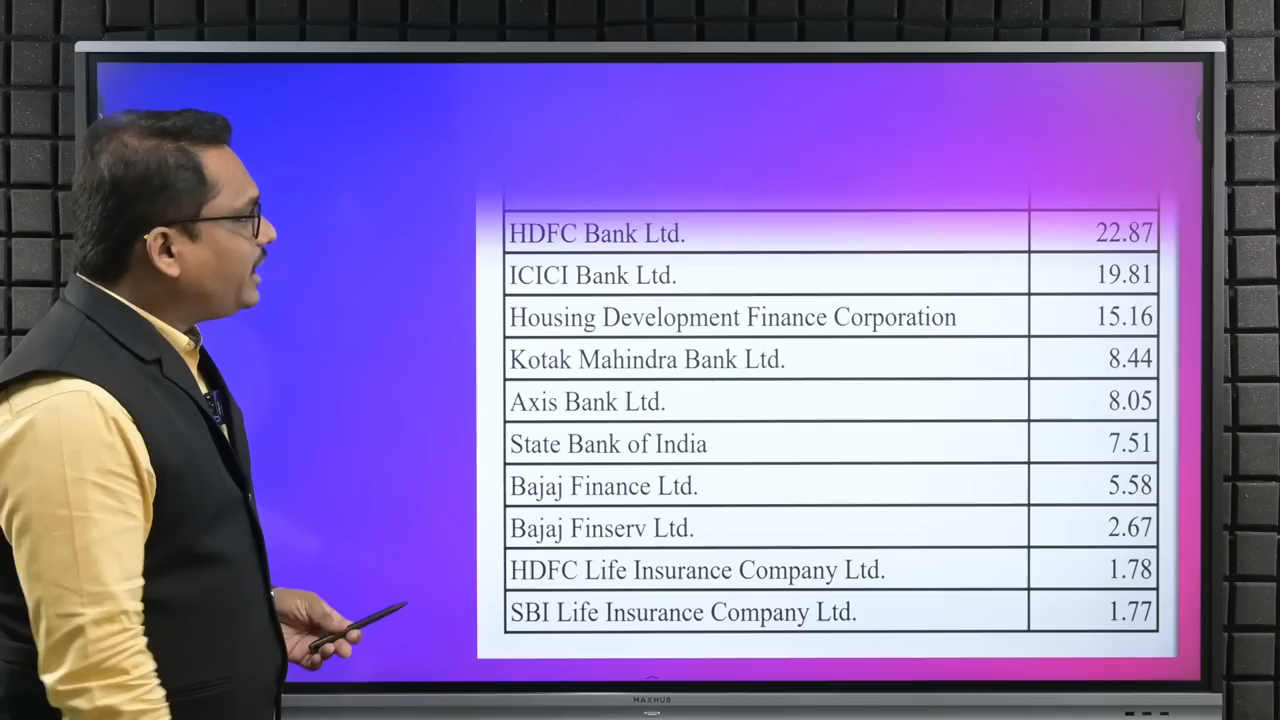 HDFC Bank Ltd. 22.87
ICICI Bank Ltd. 19.81
Housing Development Finance Corporation 15.16
Kotak Mahindra Bank Ltd. 8.44
Axis Bank Ltd. 8.05
State Bank of India 7.51
Bajaj Finance Ltd. 5.58
Bajaj Finserv Ltd. 2.67
HDFC Life Insurance Company Ltd. 1.78
SBI Life Insurance Company Ltd. 1.77
MAXHUB